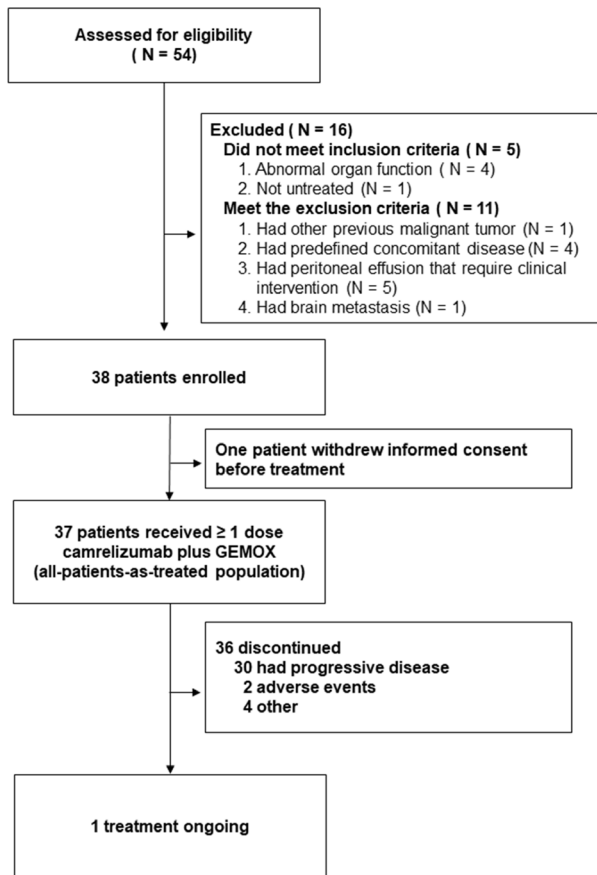 Assessed for eligibility
( N = 54)
Excluded ( N = 16)
Did not meet inclusion criteria ( N = 5)
1. Abnormal organ function ( N = 4)
2. Not untreated (N = 1)
Meet the exclusion criteria ( N = 11)
1. Had other previous malignant tumor (N = 1)
2. Had predefined concomitant disease (N = 4)
3. Had peritoneal effusion that require clinical
intervention (N = 5)
4. Had brain metastasis (N = 1)
38 patients enrolled
One patient withdrew informed consent
before treatment
37 patients received ≥ 1 dose
camrelizumab plus GEMOX
(all-patients-as-treated population)
36 discontinued
30 had progressive disease
2 adverse events
4 other
1 treatment ongoing